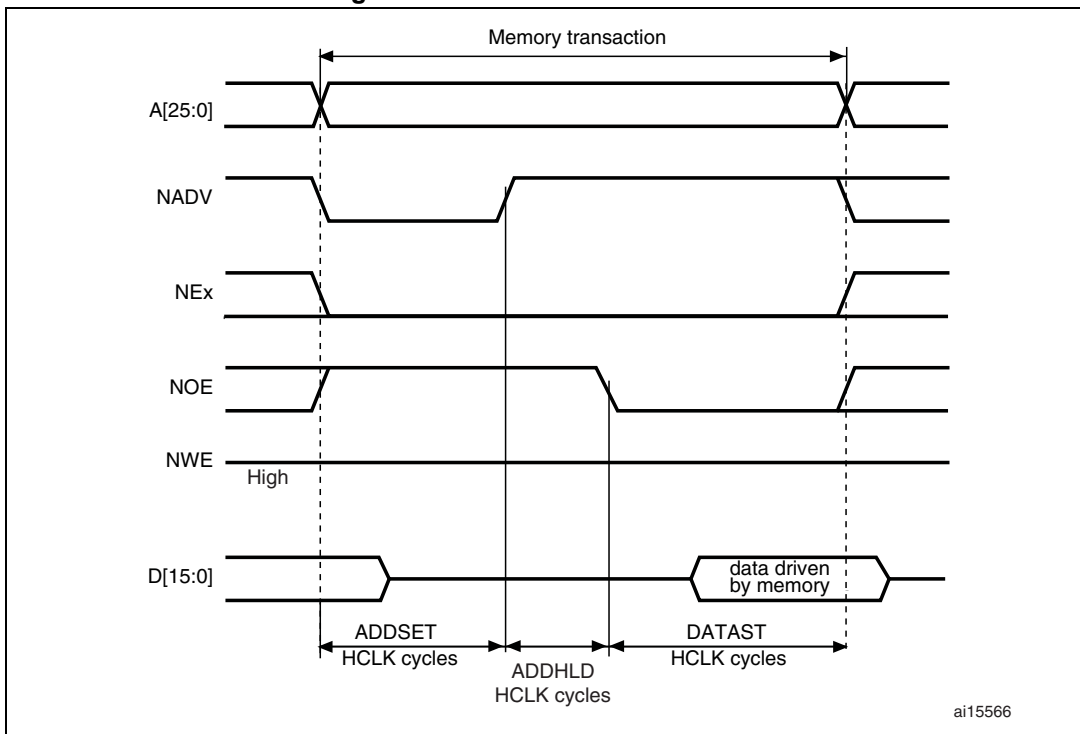 g
Memory transaction
A[25:0]
NADV
NEx
NOE
NWE
High
D[15:0]
data driven
by memory
ADDSET
HCLK cycles
ADDHLD
HCLK cycles
DATAST
HCLK cycles
ai15566